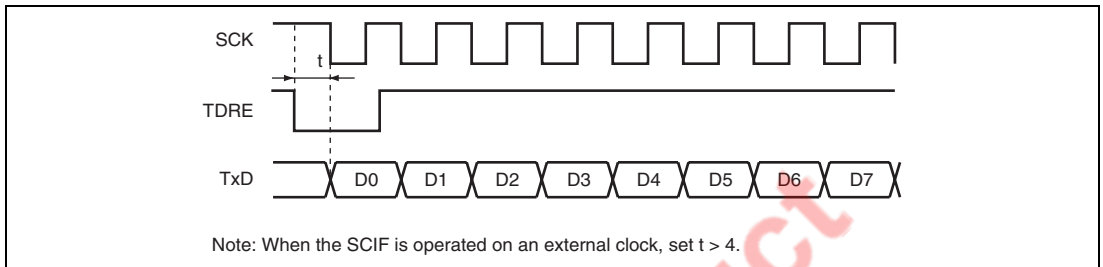 SCK
t
TDRE
TxD D0 D1 D2 D3 D4 D5 D6 D7
Note: When the SCIF is operated on an external clock, set t > 4.